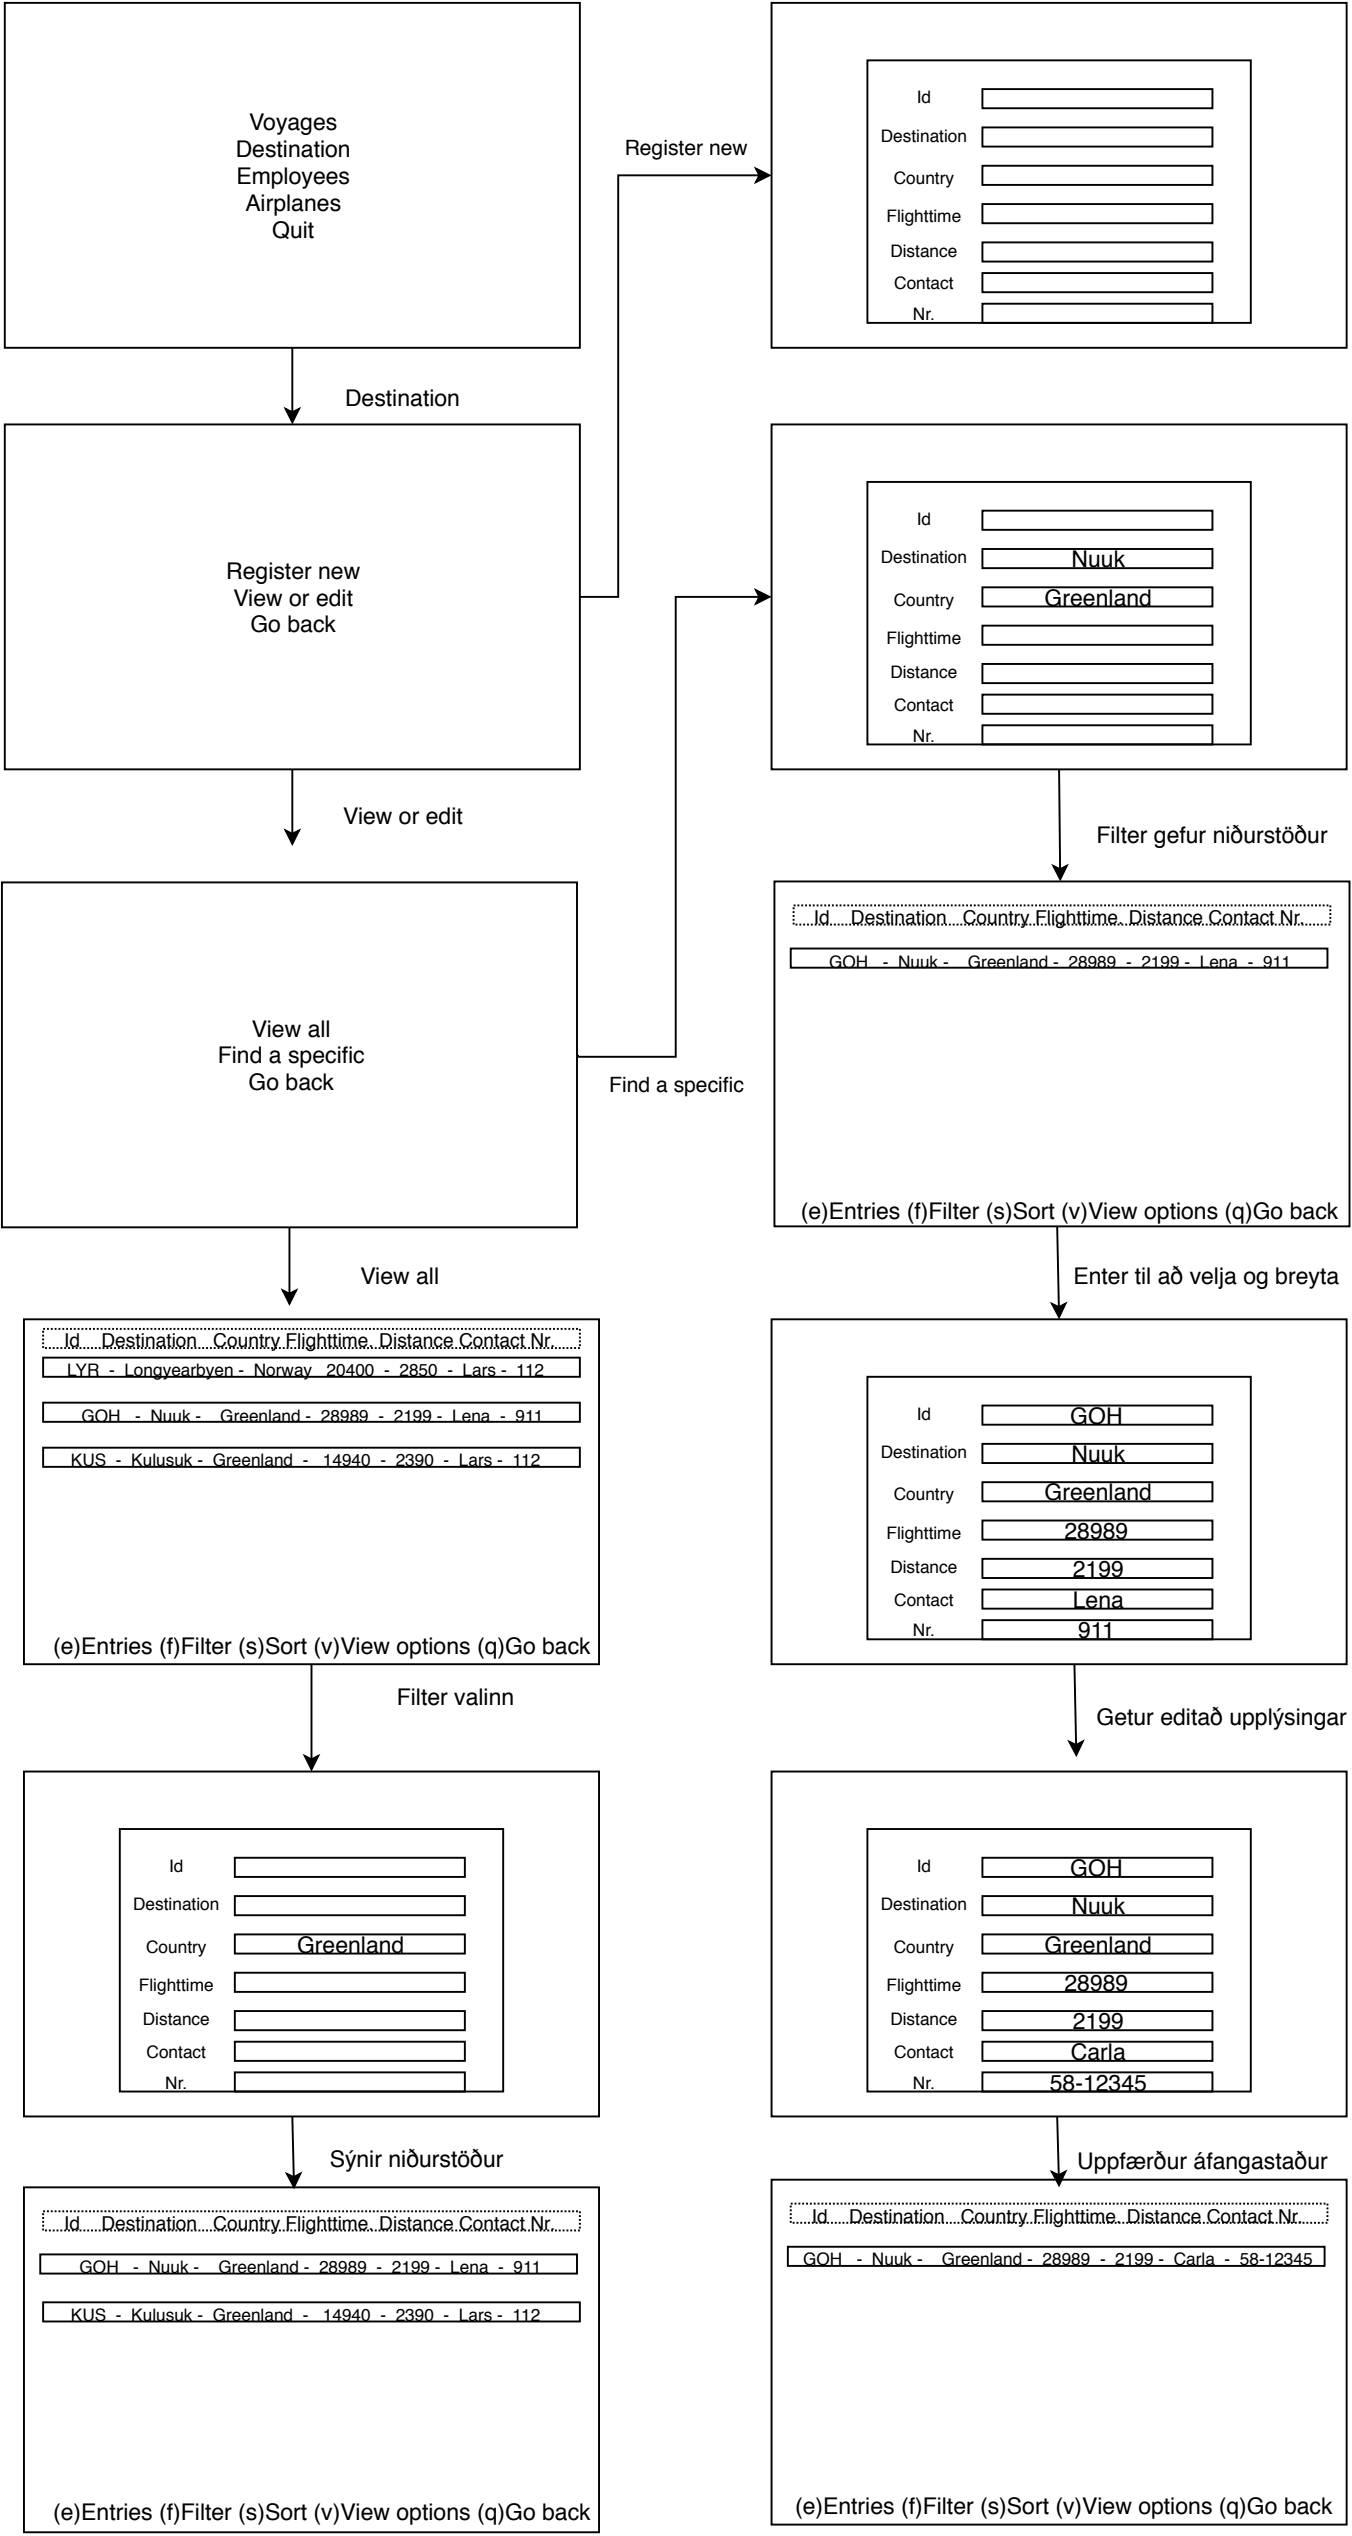 Voyages
Destination
Employees
Airplanes
Quit
Destination
Register new
View or edit
Go back
Register new
Id
Destination
Country
Flighttime
Distance
Contact
Nr.
View or edit
View all
Find a specific
Go back
Find a specific
Id
Destination Nuuk
Country Greenland
Flighttime
Distance
Contact
Nr.
Filter gefur niðurstöður
Id Destination Country Flighttime. Distance Contact Nr.
GOH - Nuuk - Greenland - 28989 - 2199 - Lena - 911
(e)Entries (f)Filter (s)Sort (v)View options (q)Go back
Enter til að velja og breyta
Id GOH
Destination Nuuk
Country Greenland
Flighttime 28989
Distance 2199
Contact Lena
Nr. 911
Getur editað upplýsingar
Id GOH
Destination Nuuk
Country Greenland
Flighttime 28989
Distance 2199
Contact Carla
Nr. 58-12345
Uppfærður áfangastaður
Id Destination Country Flighttime. Distance Contact Nr.
GOH - Nuuk - Greenland - 28989 - 2199 - Carla - 58-12345
(e)Entries (f)Filter (s)Sort (v)View options (q)Go back
View all
Id Destination Country Flighttime. Distance Contact Nr.
LYR - Longyearbyen - Norway 20400 - 2850 - Lars - 112
GOH - Nuuk - Greenland - 28989 - 2199 - Lena - 911
KUS - Kulusuk - Greenland - 14940 - 2390 - Lars - 112
(e)Entries (f)Filter (s)Sort (v)View options (q)Go back
Filter valinn
Id
Destination
Country Greenland
Flighttime
Distance
Contact
Nr.
Sýnir niðurstöður
Id Destination Country Flighttime. Distance Contact Nr.
GOH - Nuuk - Greenland - 28989 - 2199 - Lena - 911
KUS - Kulusuk - Greenland - 14940 - 2390 - Lars - 112
(e)Entries (f)Filter (s)Sort (v)View options (q)Go back